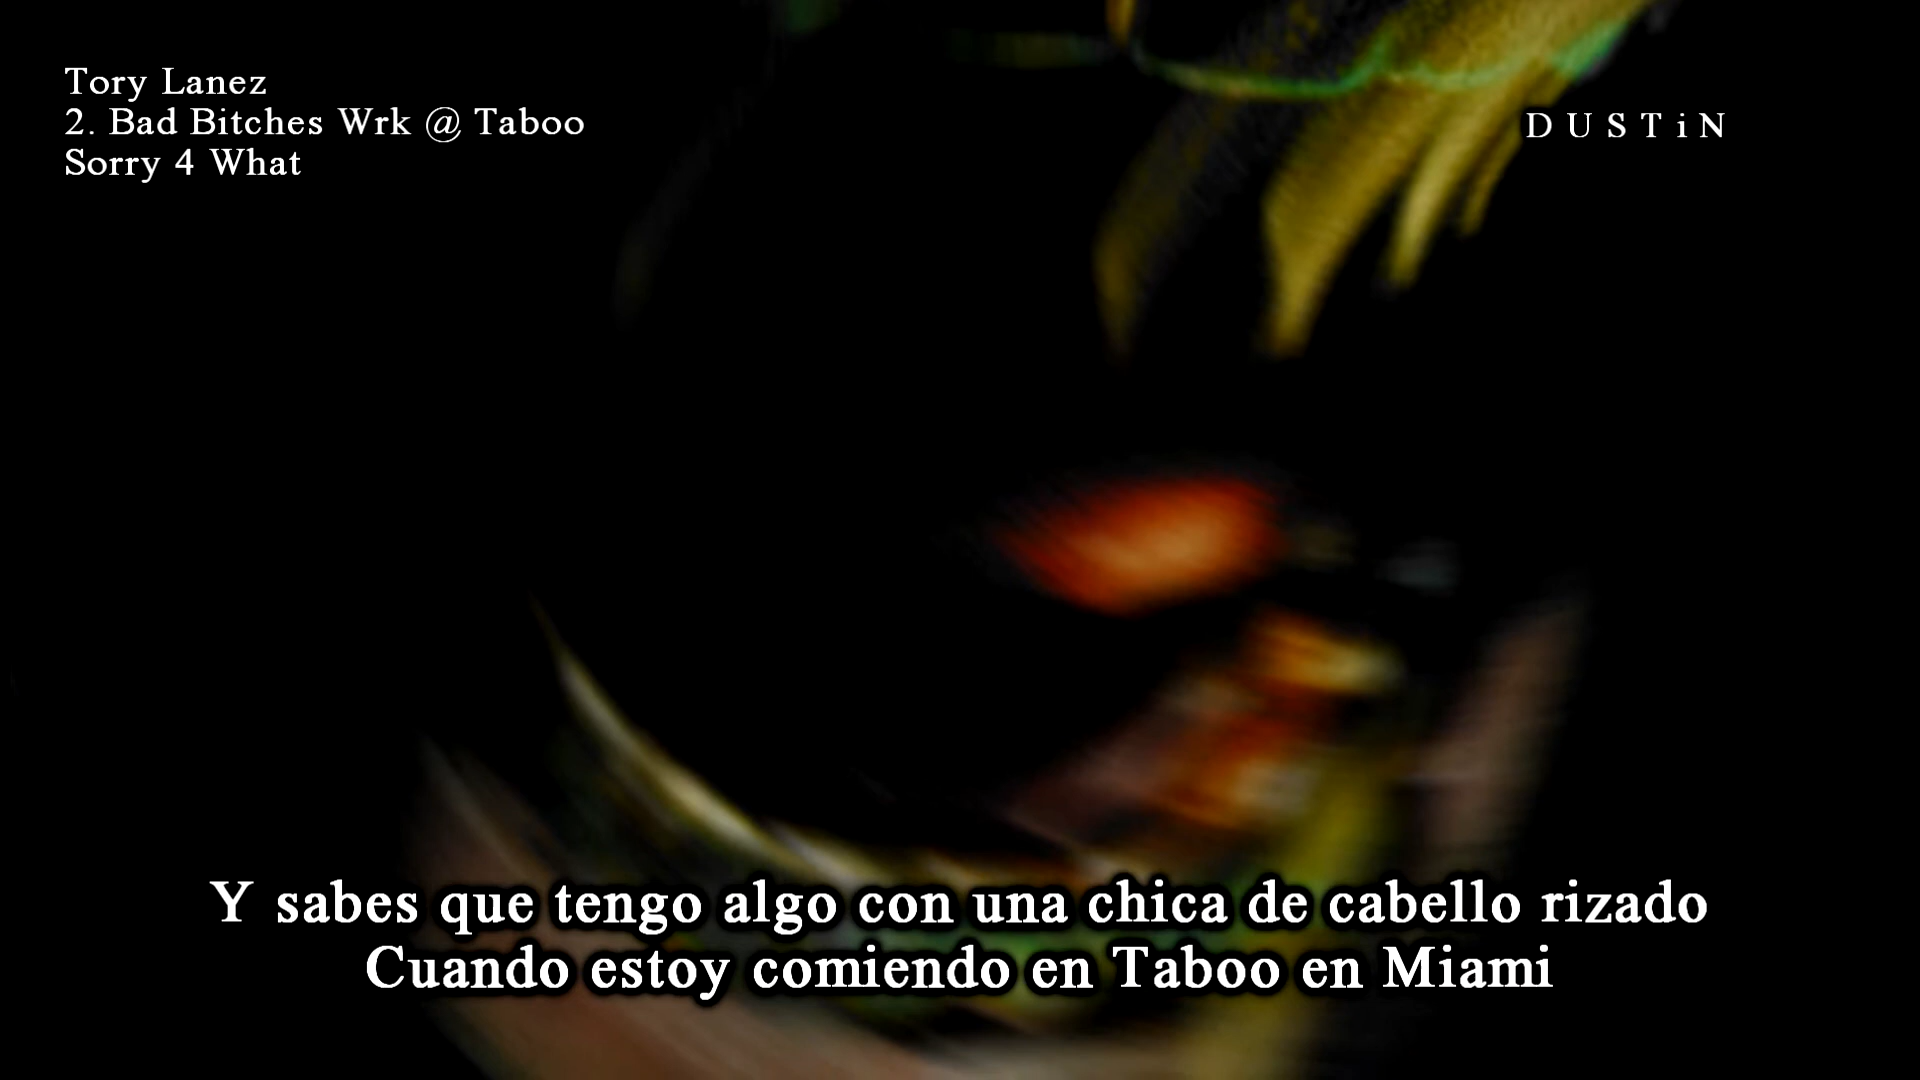 Tory Lanez
2. Bad Bitches Wrk @ Taboo
Sorry 4 What
D U S T i N
Y sabes que tengo algo con una chica de cabello rizado
Cuando estoy comiendo en Taboo en Miami